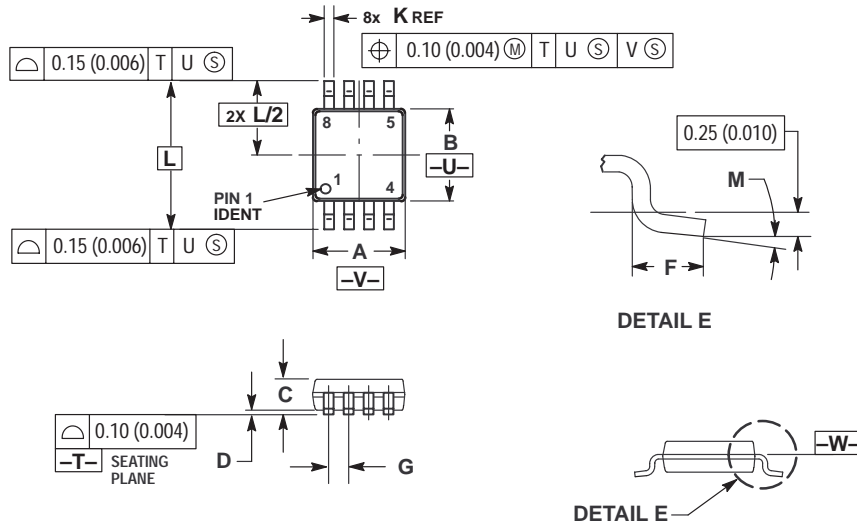 8x K REF
⌓ 0.15 (0.006) T U Ⓢ
⌖ 0.10 (0.004) Ⓜ T U Ⓢ V Ⓢ
2X L/2
8
5
B
–U–
L
PIN 1
IDENT
1
4
⌓ 0.15 (0.006) T U Ⓢ
A
–V–
0.25 (0.010)
M
F
DETAIL E
C
⌓ 0.10 (0.004)
–T– SEATING
PLANE
D
G
–W–
DETAIL E